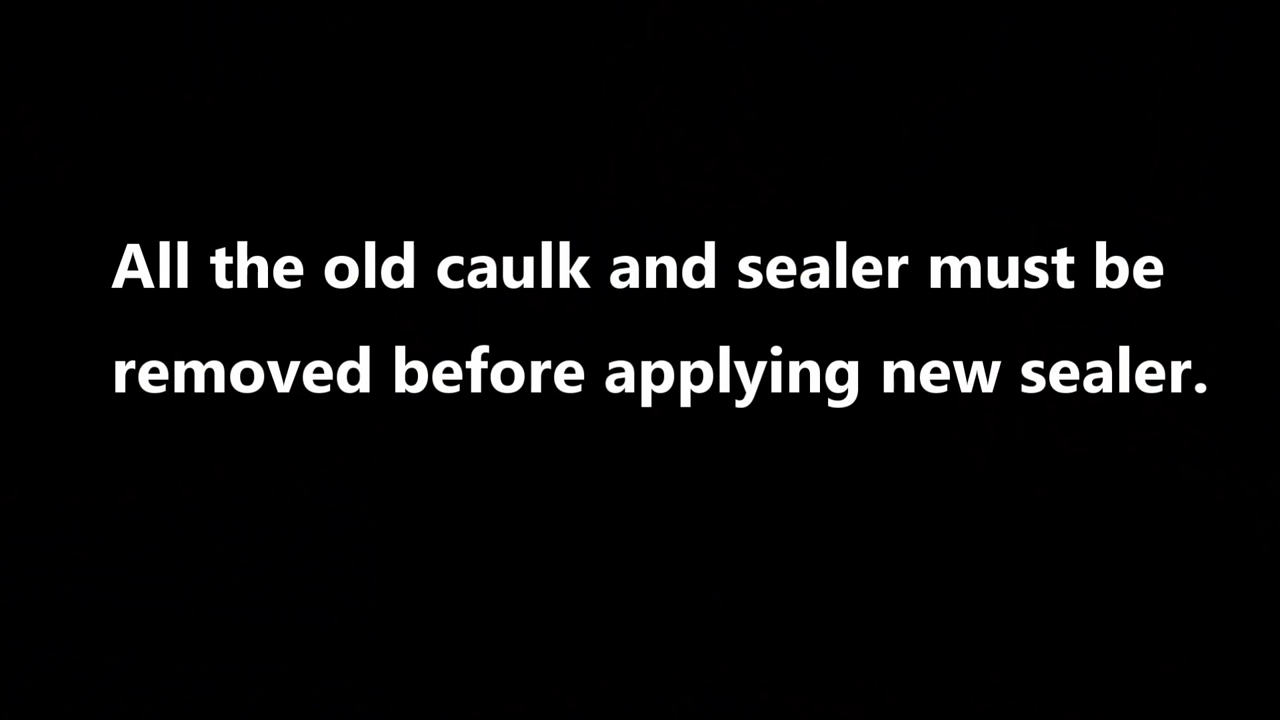 All the old caulk and sealer must be
removed before applying new sealer.